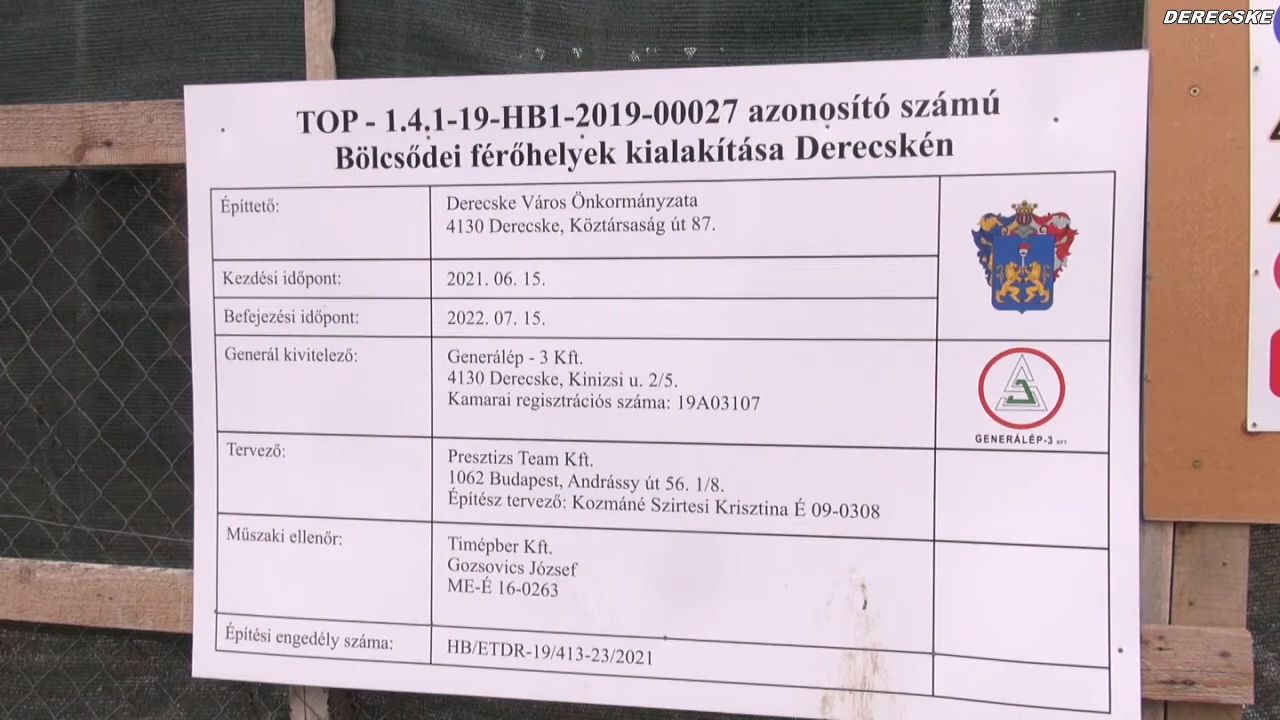 DERECSKE
TOP - 1.4.1-19-HB1-2019-00027 azonosító számú
Bölcsődei férőhelyek kialakítása Derecskén
Építtető:
Derecske Város Önkormányzata
4130 Derecske, Köztársaság út 87.
Kezdési időpont:
2021. 06. 15.
Befejezési időpont:
2022. 07. 15.
Generál kivitelező:
Generálép - 3 Kft.
4130 Derecske, Kinizsi u. 2/5.
Kamarai regisztrációs száma: 19A03107
GENERÁLÉP-3 KFT
Tervező:
Presztizs Team Kft.
1062 Budapest, Andrássy út 56. 1/8.
Építész tervező: Kozmáné Szirtesi Krisztina É 09-0308
Műszaki ellenőr:
Timépber Kft.
Gozsovics József
ME-É 16-0263
Építési engedély száma:
HB/ETDR-19/413-23/2021